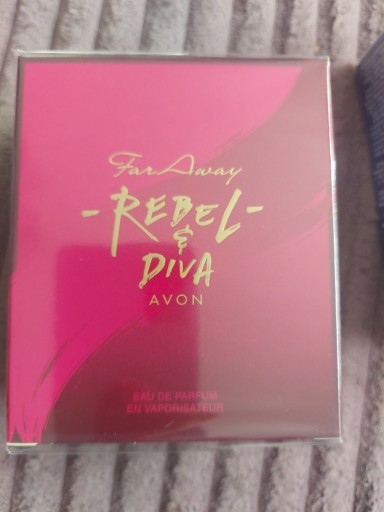 Far Away
-REBEL-
&
DIVA
AVON
EAU DE PARFUM
EN VAPORISATEUR